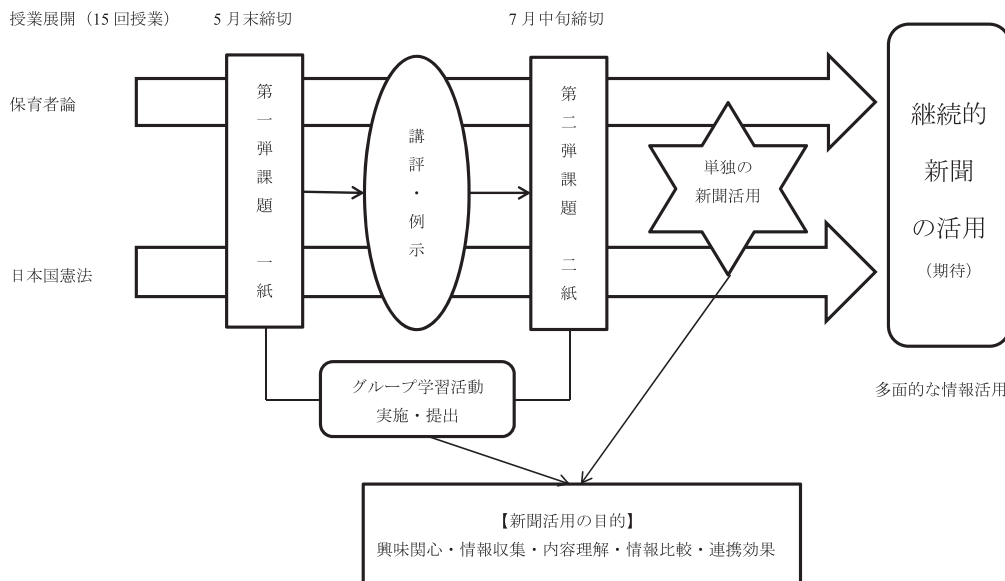 授業展開（15回授業）
5月末締切
7月中旬締切
保育者論
日本国憲法
第一弾課題 一紙
講評・例示
第二弾課題 二紙
単独の
新聞活用
継続的
新聞
の活用
（期待）
多面的な情報活用
グループ学習活動
実施・提出
【新聞活用の目的】
興味関心・情報収集・内容理解・情報比較・連携効果